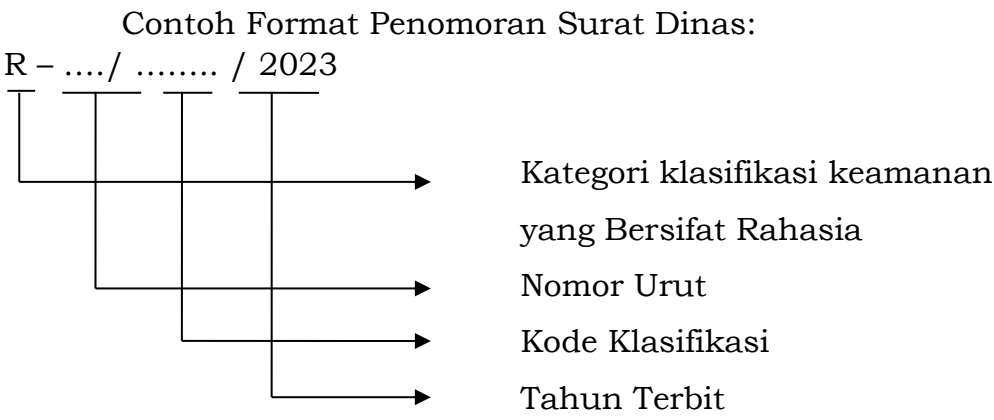 Contoh Format Penomoran Surat Dinas:
R – …./ …….. / 2023
Kategori klasifikasi keamanan
yang Bersifat Rahasia
Nomor Urut
Kode Klasifikasi
Tahun Terbit